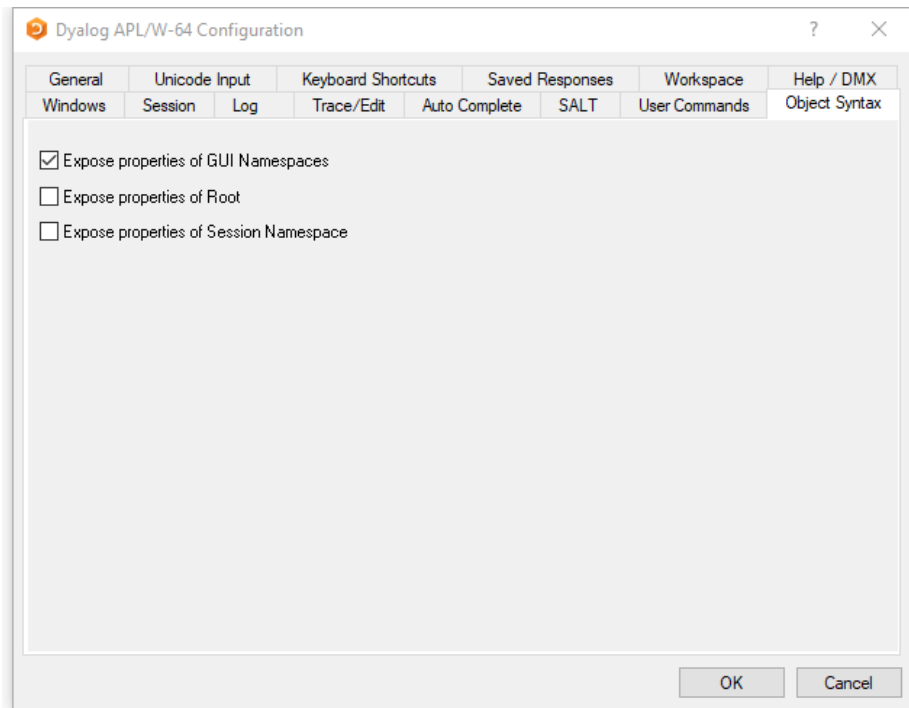 Dyalog APL/W-64 Configuration ?
General Unicode Input Keyboard Shortcuts Saved Responses Workspace Help / DMX
Windows Session Log Trace/Edit Auto Complete SALT User Commands Object Syntax
Expose properties of GUI Namespaces
Expose properties of Root
Expose properties of Session Namespace
OK Cancel